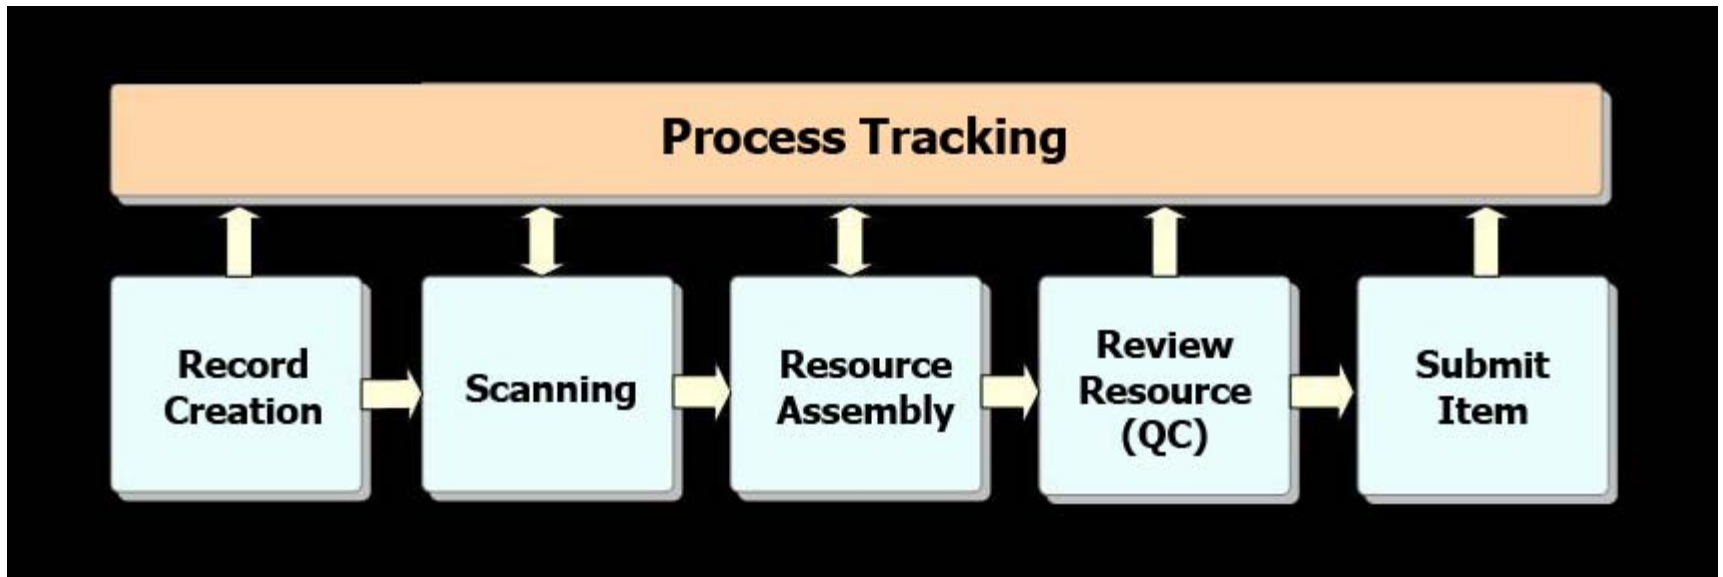 Process Tracking
Record
Creation
Scanning
Resource
Assembly
Review
Resource
(QC)
Submit
Item